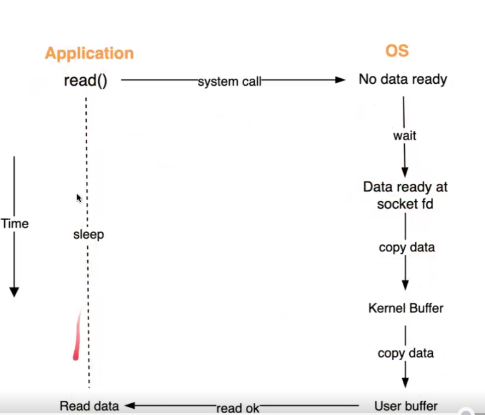 Application
OS
read()
system call
No data ready
wait
Data ready at
socket fd
Time
sleep
copy data
Kernel Buffer
copy data
Read data
read ok
User buffer